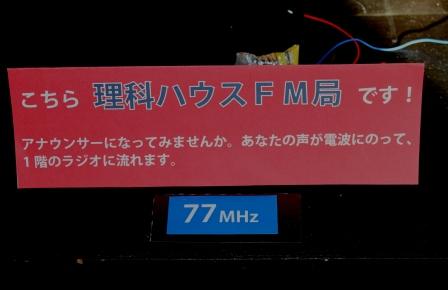 こちら 理科ハウスＦＭ局 です！
アナウンサーになってみませんか。あなたの声が電波にのって、
１階のラジオに流れます。
77MHz